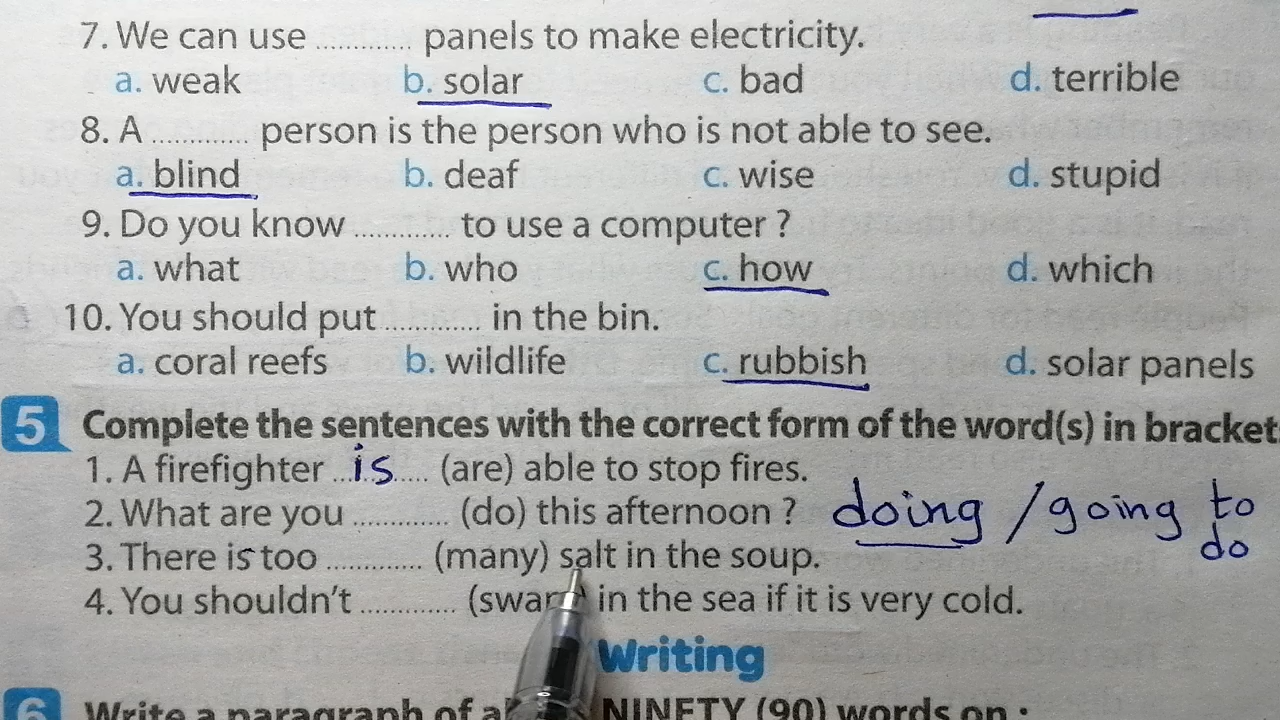 7. We can use ............. panels to make electricity.
a. weak b. solar c. bad d. terrible
8. A ............. person is the person who is not able to see.
a. blind b. deaf c. wise d. stupid
9. Do you know ............. to use a computer ?
a. what b. who c. how d. which
10. You should put ............. in the bin.
a. coral reefs b. wildlife c. rubbish d. solar panels
5 Complete the sentences with the correct form of the word(s) in bracket
1. A firefighter ...is.... (are) able to stop fires.
2. What are you ............. (do) this afternoon ? doing / going to do
3. There is too ............. (many) salt in the soup.
4. You shouldn't ............. (swam) in the sea if it is very cold.
Writing
6 Write a paragraph of NINETY (90) words on :